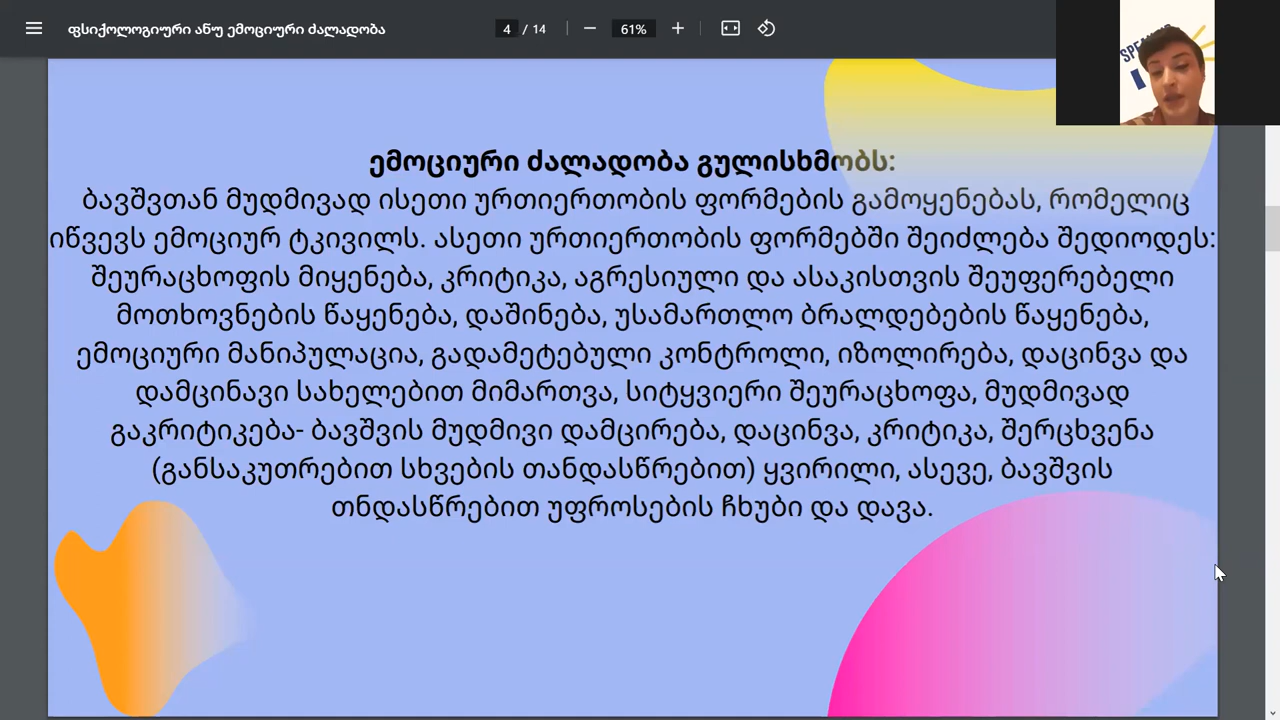 ფსიქოლოგიური ანუ ემოციური ძალადობა
4 / 14
61%
SPEAK
ემოციური ძალადობა გულისხმობს:
ბავშვთან მუდმივად ისეთი ურთიერთობის ფორმების გამოყენებას, რომელიც
იწვევს ემოციურ ტკივილს. ასეთი ურთიერთობის ფორმებში შეიძლება შედიოდეს:
შეურაცხოფის მიყენება, კრიტიკა, აგრესიული და ასაკისთვის შეუფერებელი
მოთხოვნების წაყენება, დაშინება, უსამართლო ბრალდებების წაყენება,
ემოციური მანიპულაცია, გადამეტებული კონტროლი, იზოლირება, დაცინვა და
დამცინავი სახელებით მიმართვა, სიტყვიერი შეურაცხოფა, მუდმივად
გაკრიტიკება- ბავშვის მუდმივი დამცირება, დაცინვა, კრიტიკა, შერცხვენა
(განსაკუთრებით სხვების თანდასწრებით) ყვირილი, ასევე, ბავშვის
თნდასწრებით უფროსების ჩხუბი და დავა.